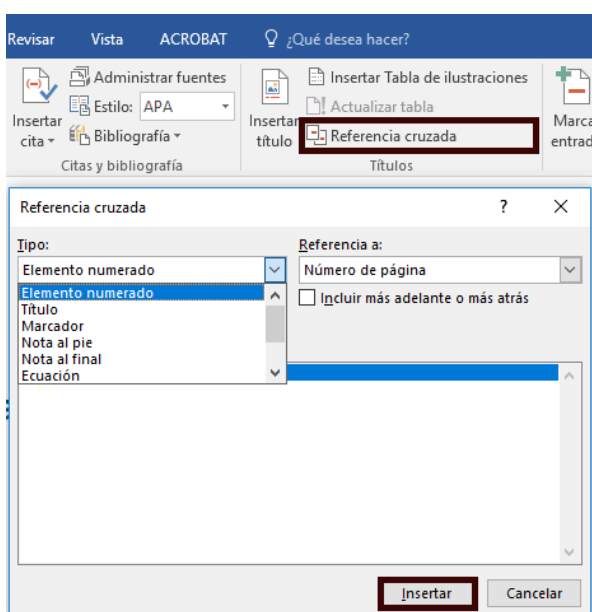 Revisar Vista ACROBAT ¿Qué desea hacer?
Administrar fuentes
Estilo: APA
Bibliografía
Insertar
cita
Citas y bibliografía
Insertar
título
Insertar Tabla de ilustraciones
Actualizar tabla
Referencia cruzada
Títulos
Marca
entrad
Referencia cruzada ?
Tipo:
Elemento numerado
Elemento numerado
Título
Marcador
Nota al pie
Nota al final
Ecuación
Referencia a:
Número de página
Incluir más adelante o más atrás
Insertar Cancelar